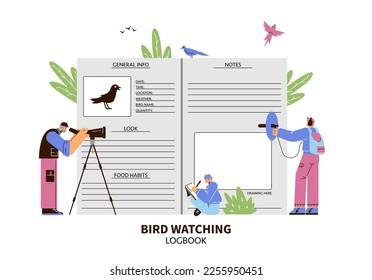 GENERAL INFO
DATE:
TIME:
LOCATION:
WEATHER:
BIRD NAME:
QUANTITY:
LOOK
FOOD HABITS
NOTES
DRAWING HERE
BIRD WATCHING
LOGBOOK
shutterstock.com · 2255950451